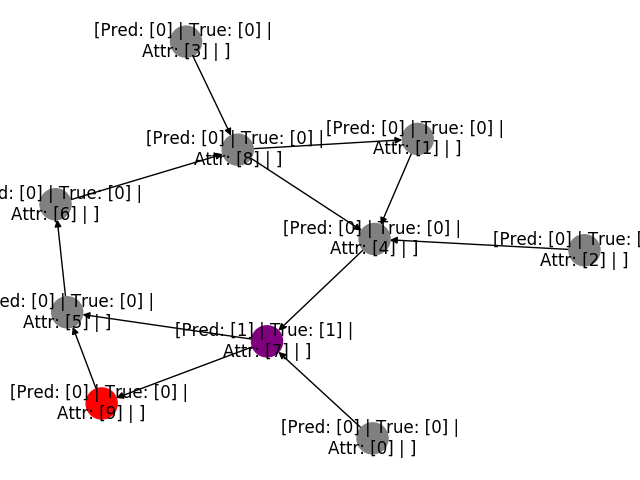 [Pred: [0] | True: [0] |
Attr: [3] | ]
[Pred: [0] | True: [0] |
Attr: [1] | ]
[Pred: [0] | True: [0] |
Attr: [8] | ]
d: [0] | True: [0] |
Attr: [6] | ]
[Pred: [0] | True: [0] |
Attr: [4] | ]
[Pred: [0] | True: [
Attr: [2] | ]
ed: [0] | True: [0] |
Attr: [5] | ]
[Pred: [1] | True: [1] |
Attr: [7] | ]
[Pred: [0] | True: [0] |
Attr: [9] | ]
[Pred: [0] | True: [0] |
Attr: [0] | ]